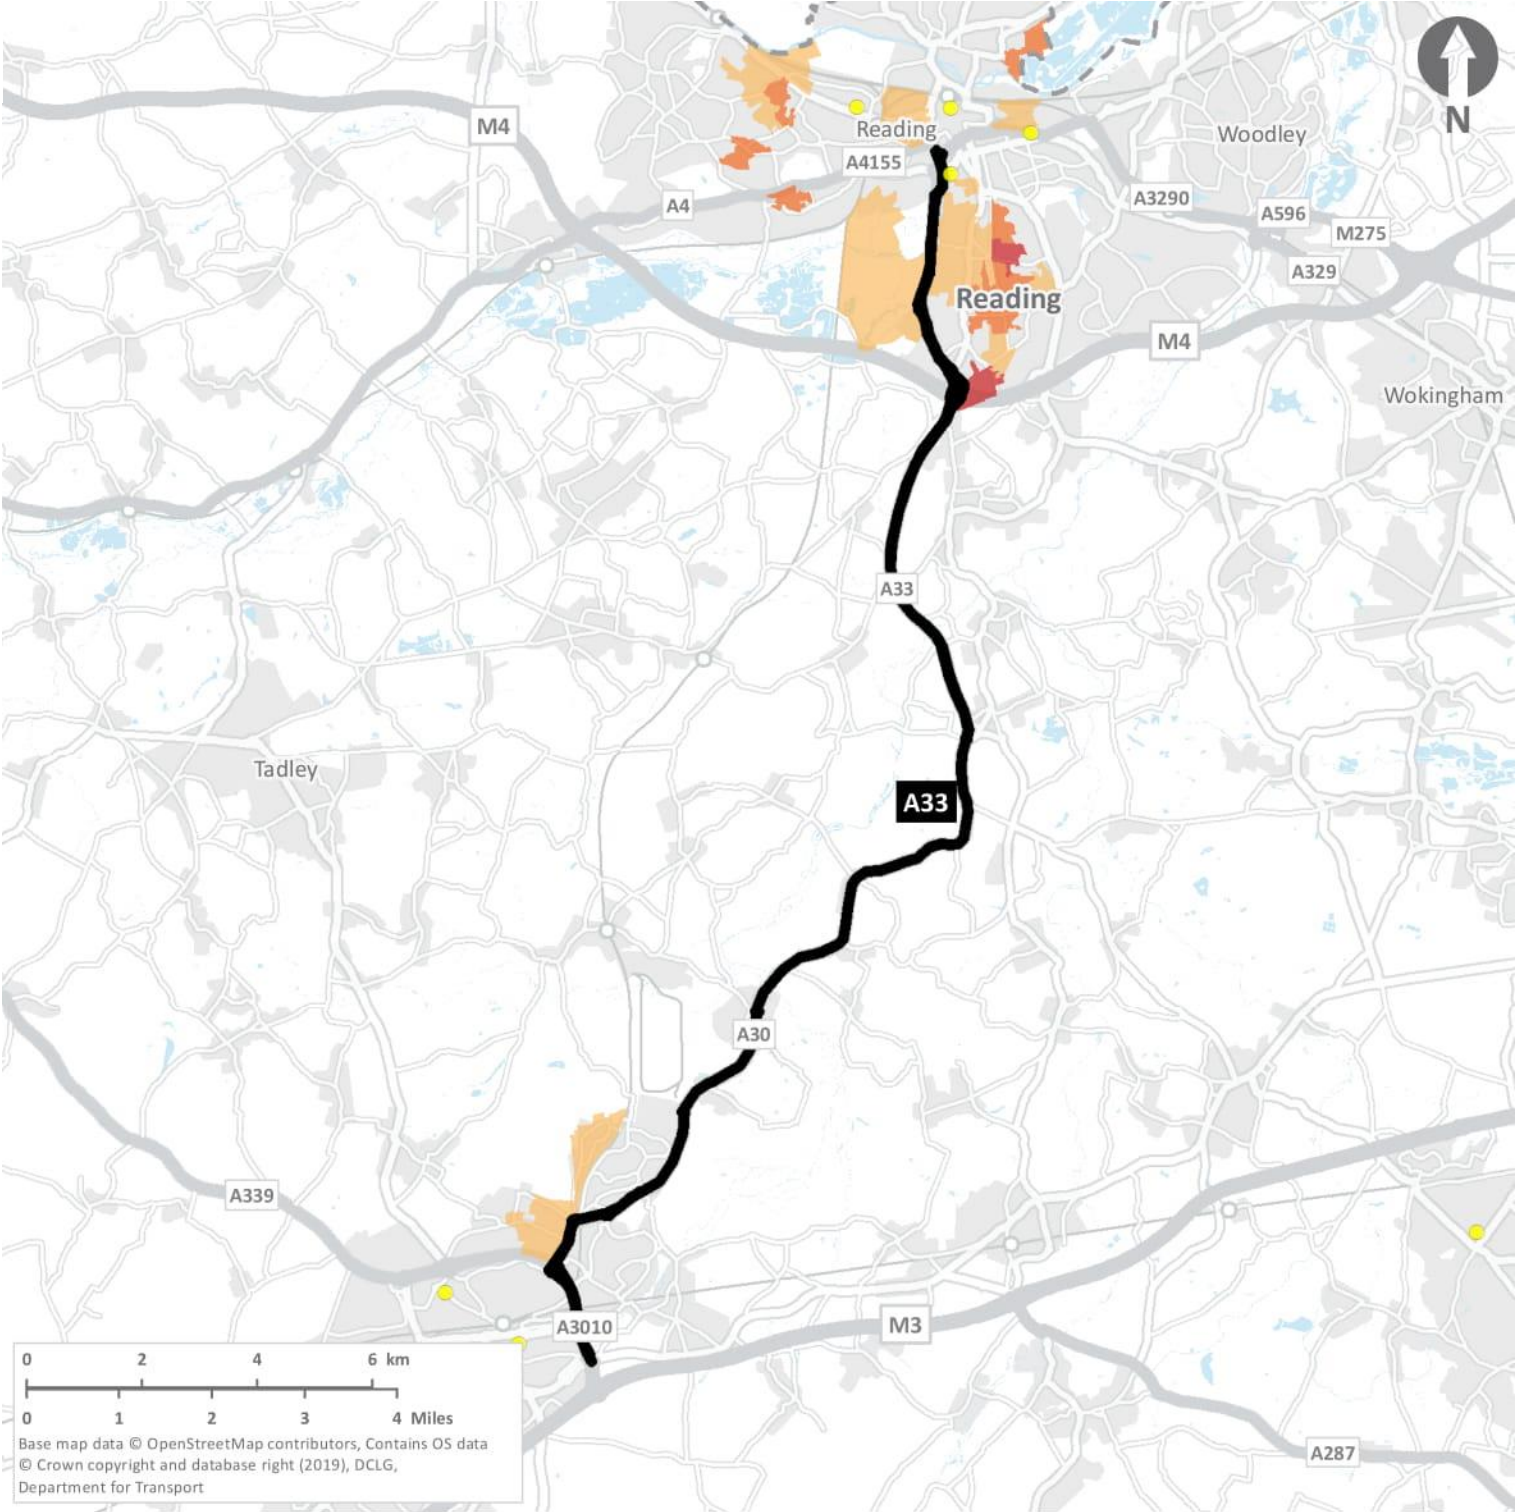 M4
Reading
Woodley
N
A4155
A4
A3290
A596
M275
A329
Reading
M4
Wokingham
A33
Tadley
A33
A30
A339
A3010
M3
0 2 4 6 km
0 1 2 3 4 Miles
Base map data © OpenStreetMap contributors, Contains OS data
© Crown copyright and database right (2019), DCLG,
Department for Transport
A287